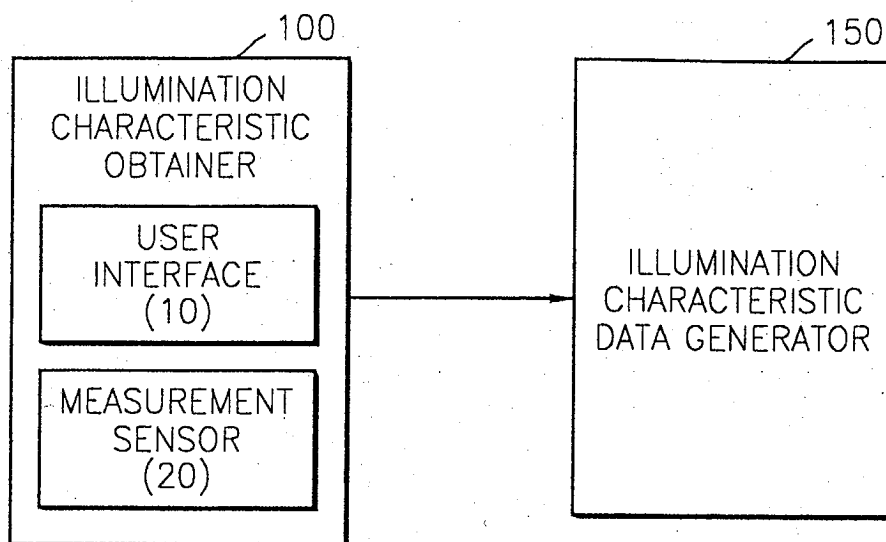 100
ILLUMINATION
CHARACTERISTIC
OBTAINER
USER
INTERFACE
(10)
MEASUREMENT
SENSOR
(20)
150
ILLUMINATION
CHARACTERISTIC
DATA GENERATOR